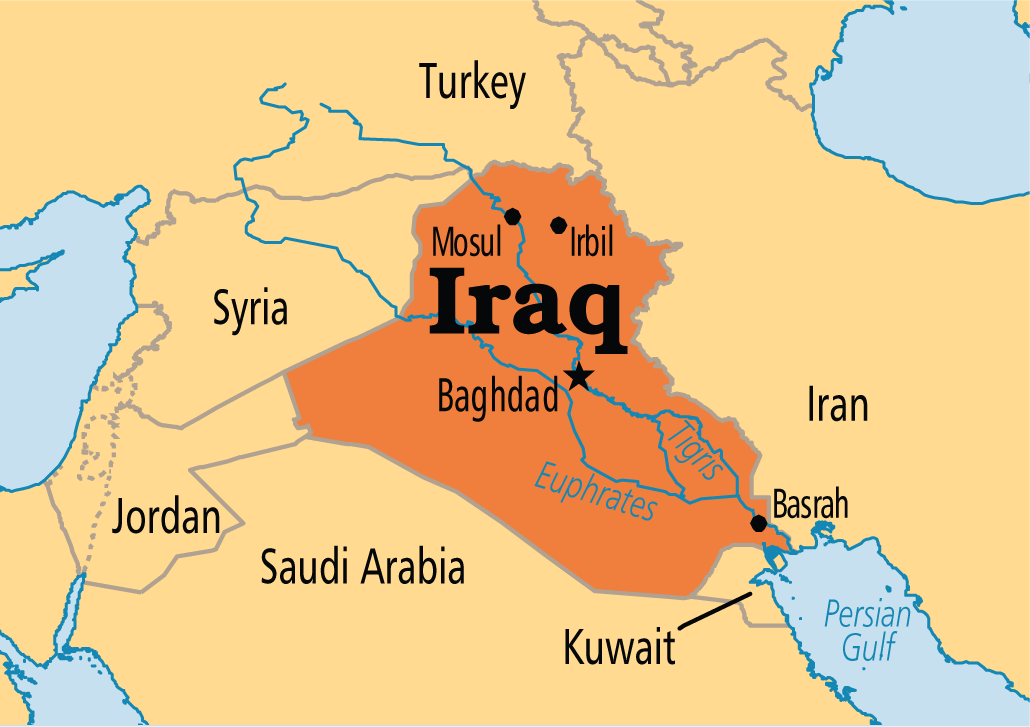 Turkey
Mosul
Irbil
Iraq
Syria
Baghdad
Iran
Tigris
Euphrates
Basrah
Jordan
Saudi Arabia
Persian
Gulf
Kuwait